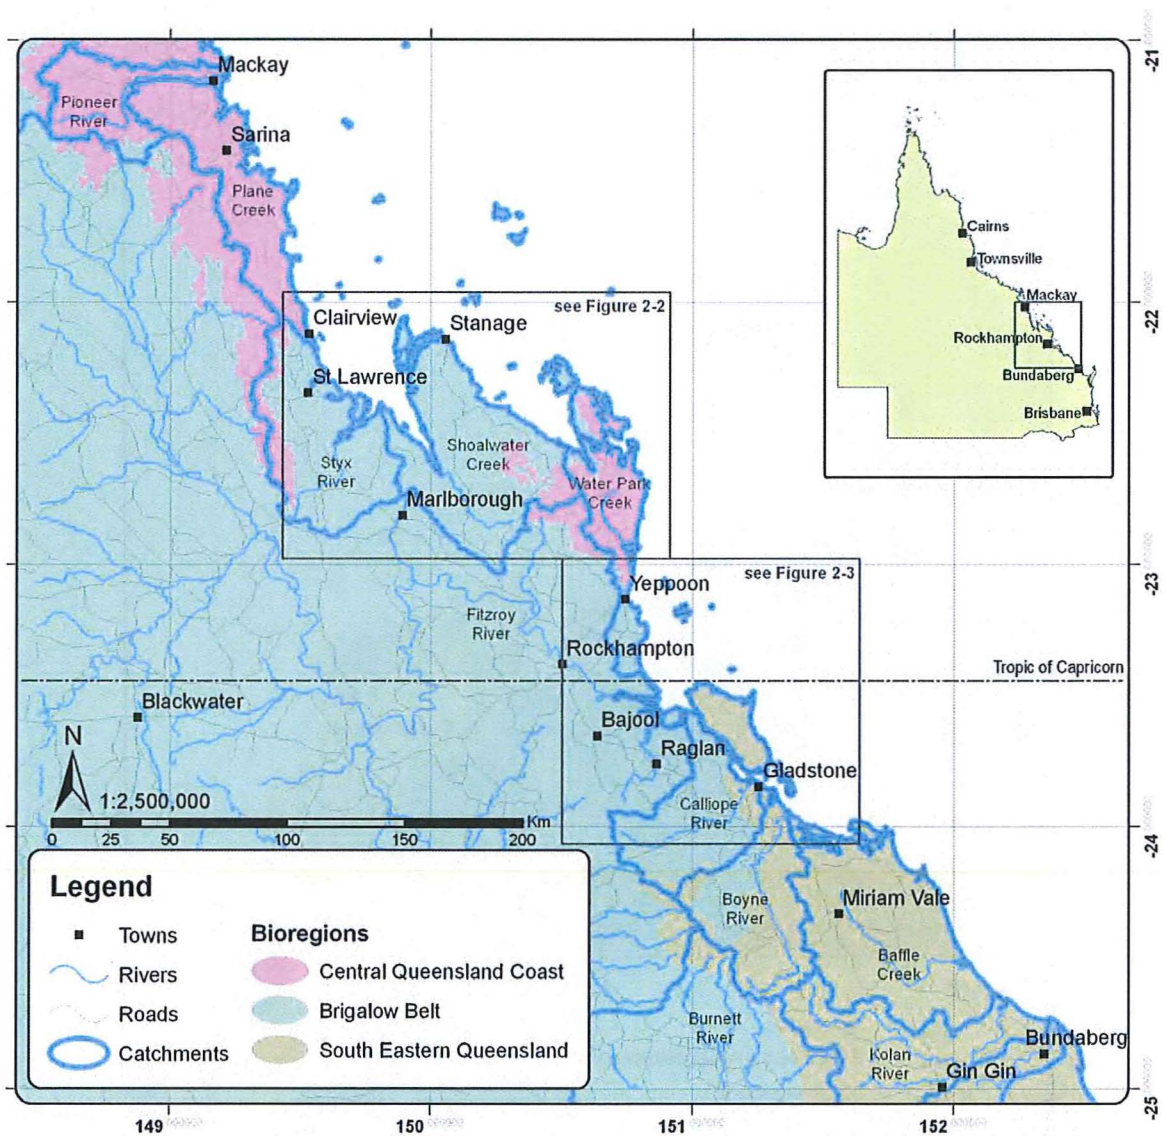 Mackay
Pioneer
River
Sarina
Plane
Creek
Cairns
Townsville
Mackay
Rockhampton
Bundaberg
Brisbane
see Figure 2-2
Clairview
Stanage
St Lawrence
Shoalwater
Creek
Styx
River
Water Park
Creek
Marlborough
see Figure 2-3
Yeppoon
Fitzroy
River
Rockhampton
Tropic of Capricorn
Blackwater
Bajool
Raglan
Gladstone
Calliope
River
N
1:2,500,000
Km
0 25 50 100 150 200
Boyne
River
Miriam Vale
Baffle
Creek
Burnett
River
Kolan
River
Bundaberg
Gin Gin
Legend
Towns
Rivers
Roads
Catchments
Bioregions
Central Queensland Coast
Brigalow Belt
South Eastern Queensland
149 150 151 152
-21
-22
-23
-24
-25